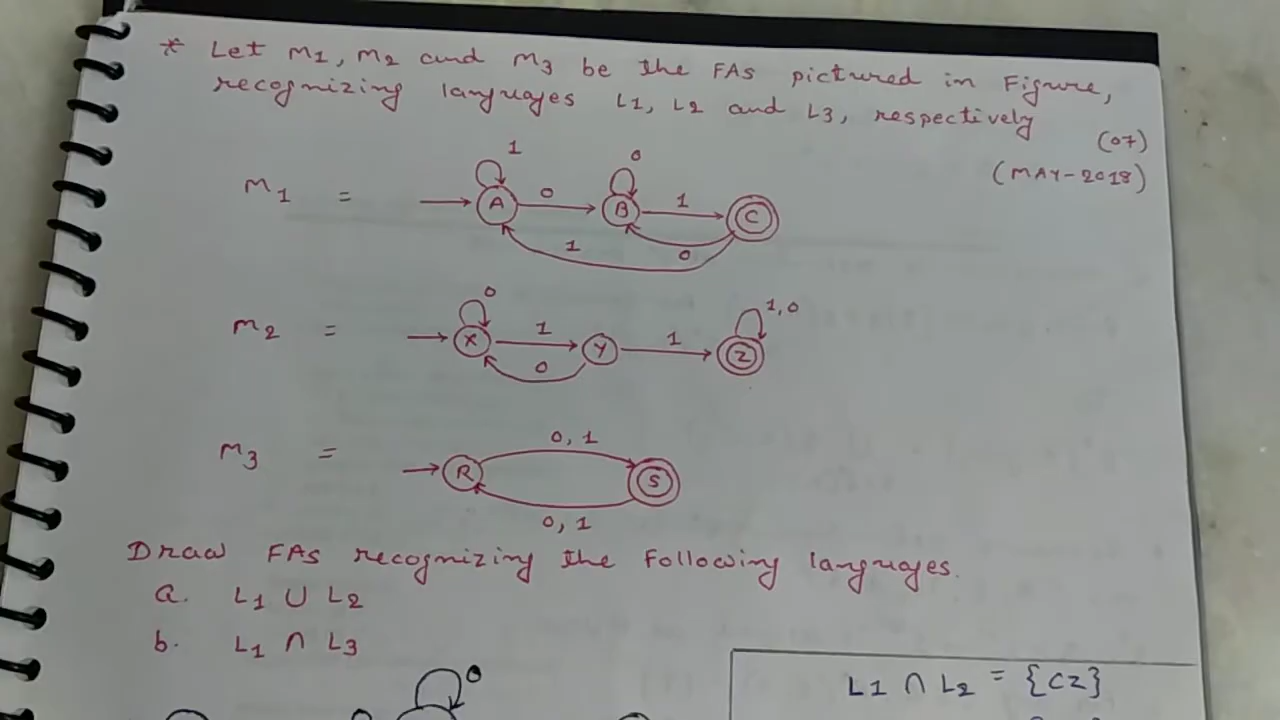 * Let M1, M2 and M3 be the FAs pictured in Figure,
recognizing languages L1, L2 and L3, respectively
(07)
(MAY-2018)
M1 =
1
0
A
0
B
1
C
1
0
M2 =
0
1,0
X
1
Y
1
Z
0
M3 =
0, 1
R
S
0, 1
Draw FAs recognizing the following languages.
a. L1 ∪ L2
b. L1 ∩ L3
0
L1 ∩ L2 = {CZ}